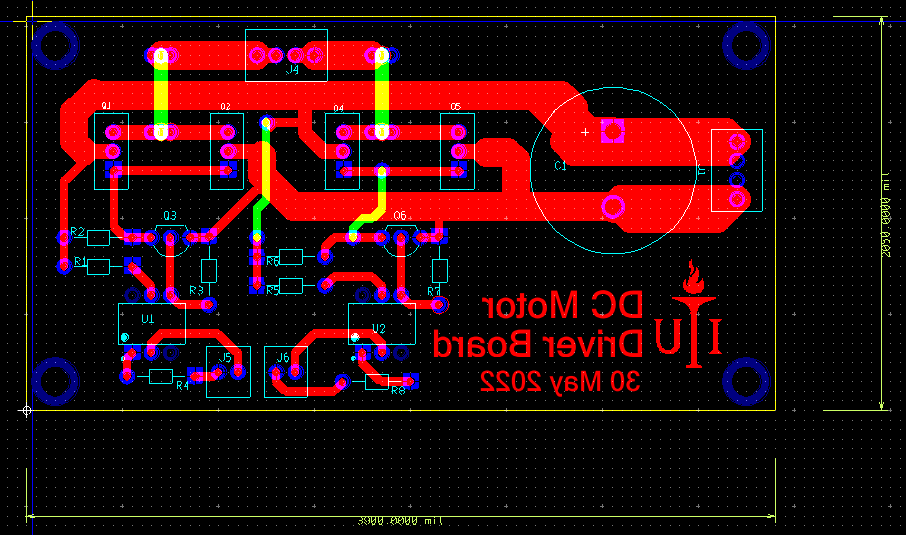 J4
Q1
Q2
Q4
Q5
C1
Q3
Q6
R2
R1
R3
R6
R5
R7
U1
U2
DC Motor
Driver Board
30 May 2022
J5
J6
R4
R8
2050.0000 mil
3900.0000 mil